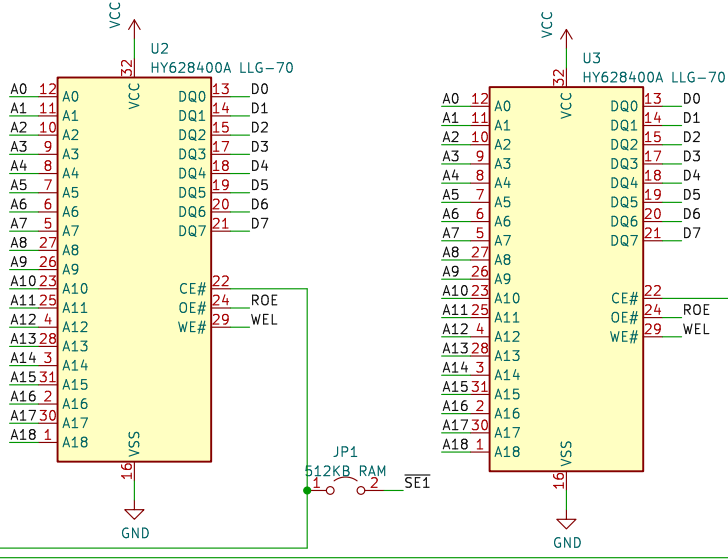 VCC
U2
HY628400A LLG-70
32
VCC
A0 12 A0 DQ0 13 D0
A1 11 A1 DQ1 14 D1
A2 10 A2 DQ2 15 D2
A3 9 A3 DQ3 17 D3
A4 8 A4 DQ4 18 D4
A5 7 A5 DQ5 19 D5
A6 6 A6 DQ6 20 D6
A7 5 A7 DQ7 21 D7
A8 27 A8
A9 26 A9
A10 23 A10 CE# 22
A11 25 A11 OE# 24 ROE
A12 4 A12 WE# 29 WEL
A13 28 A13
A14 3 A14
A15 31 A15
A16 2 A16
A17 30 A17
A18 1 A18
VSS
16
GND
JP1
512KB RAM
1 2 SE1
VCC
U3
HY628400A LLG-70
32
VCC
A0 12 A0 DQ0 13 D0
A1 11 A1 DQ1 14 D1
A2 10 A2 DQ2 15 D2
A3 9 A3 DQ3 17 D3
A4 8 A4 DQ4 18 D4
A5 7 A5 DQ5 19 D5
A6 6 A6 DQ6 20 D6
A7 5 A7 DQ7 21 D7
A8 27 A8
A9 26 A9
A10 23 A10 CE# 22
A11 25 A11 OE# 24 ROE
A12 4 A12 WE# 29 WEL
A13 28 A13
A14 3 A14
A15 31 A15
A16 2 A16
A17 30 A17
A18 1 A18
VSS
16
GND